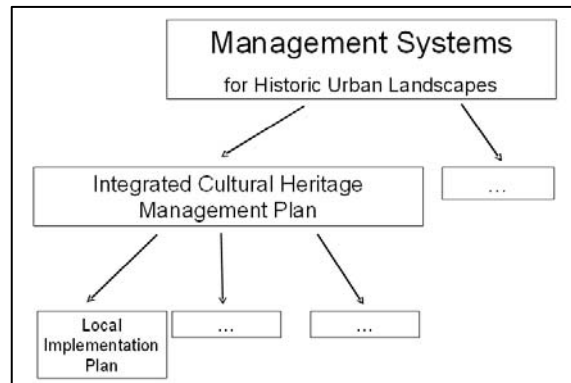 Management Systems
for Historic Urban Landscapes
Integrated Cultural Heritage
Management Plan
...
Local
Implementation
Plan
...
...